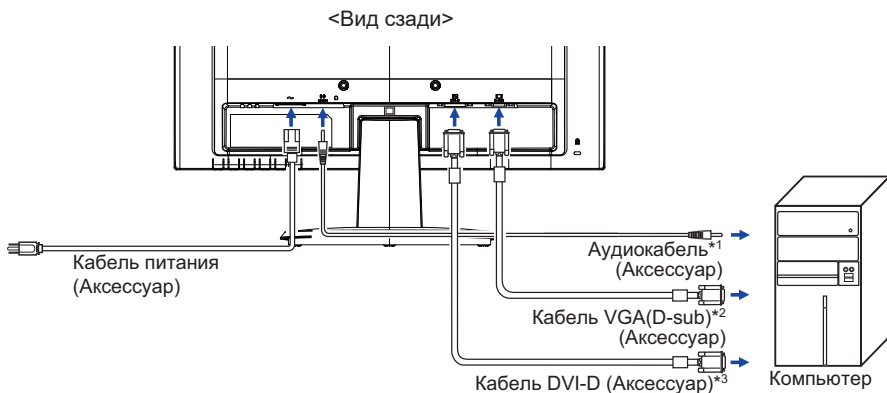 <Вид сзади>
Кабель питания
(Аксессуар)
Аудиокабель*1
(Аксессуар)
Кабель VGA(D-sub)*2
(Аксессуар)
Кабель DVI-D (Аксессуар)*3
Компьютер